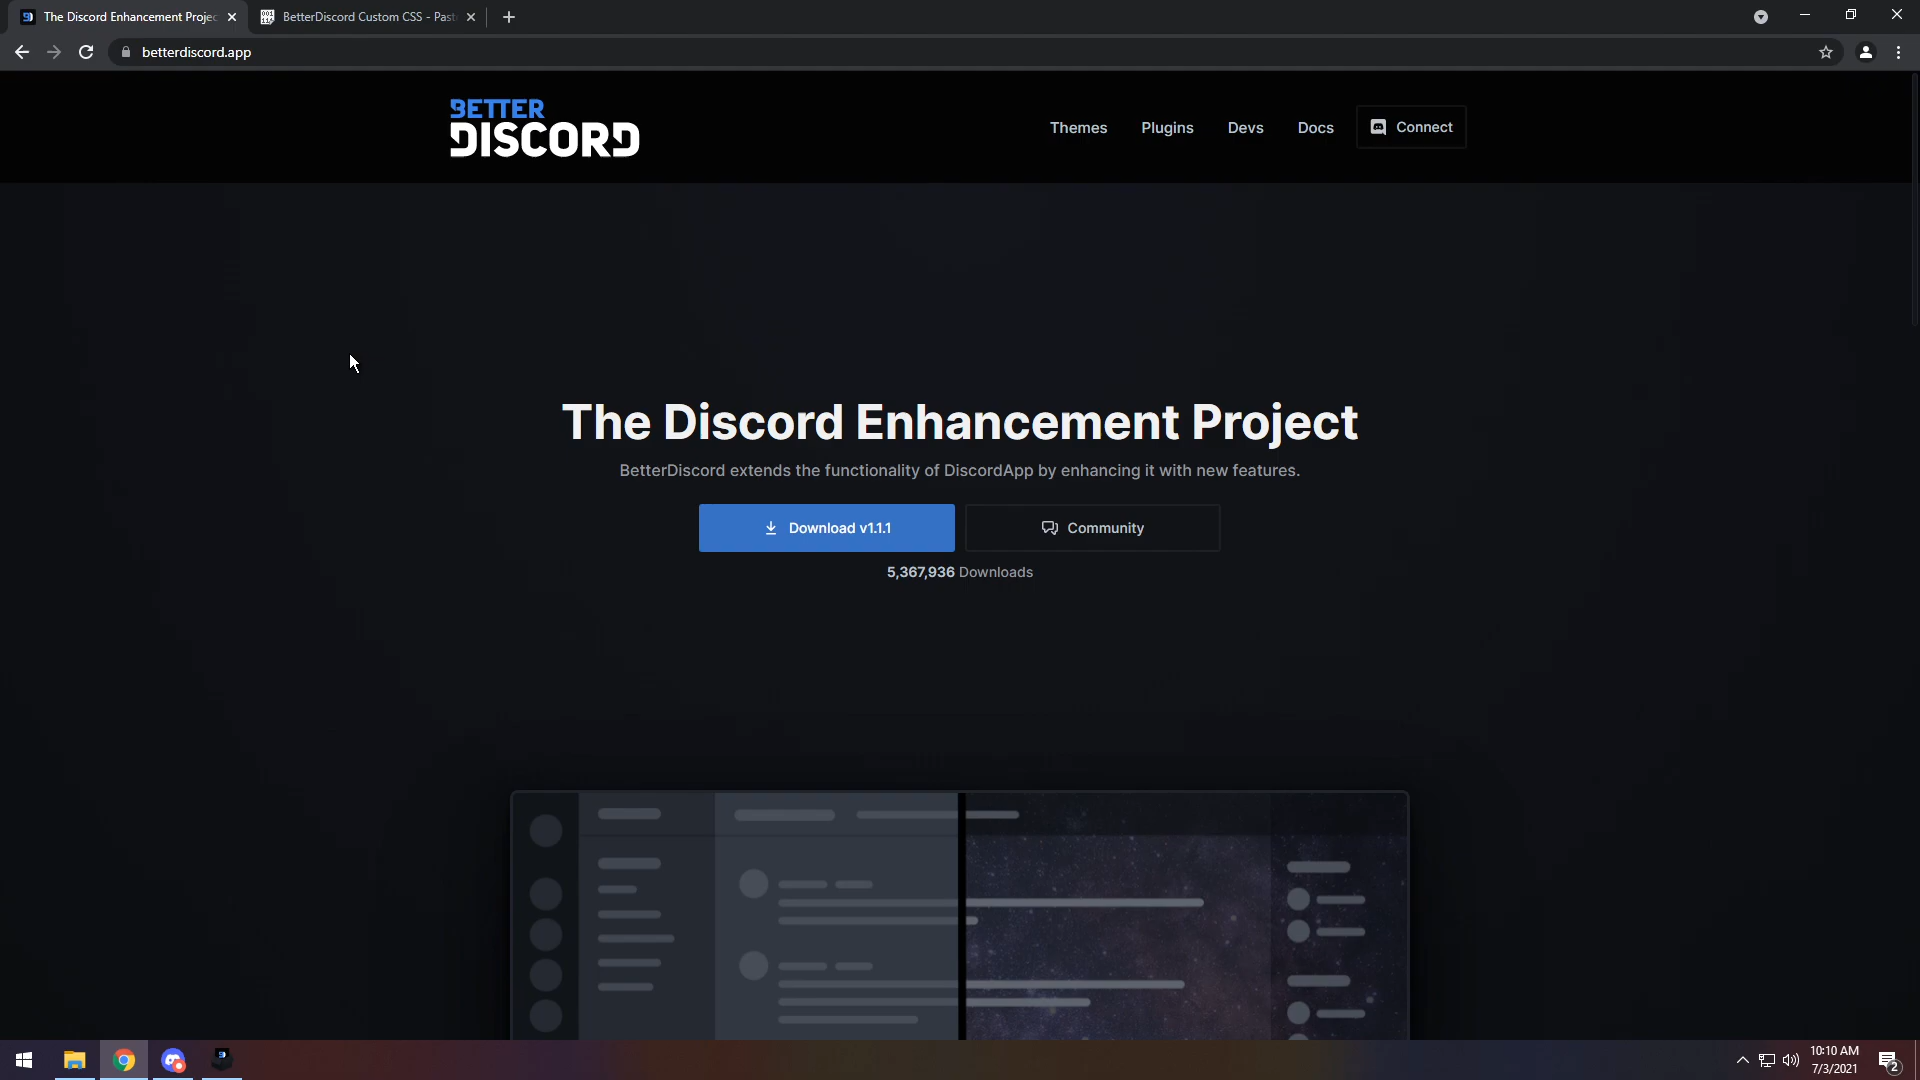 The Discord Enhancement Projec
BetterDiscord Custom CSS - Past
betterdiscord.app
BETTER
DISCORD
Themes
Plugins
Devs
Docs
Connect
The Discord Enhancement Project
BetterDiscord extends the functionality of DiscordApp by enhancing it with new features.
Download v1.1.1
Community
5,367,936 Downloads
10:10 AM
7/3/2021
2